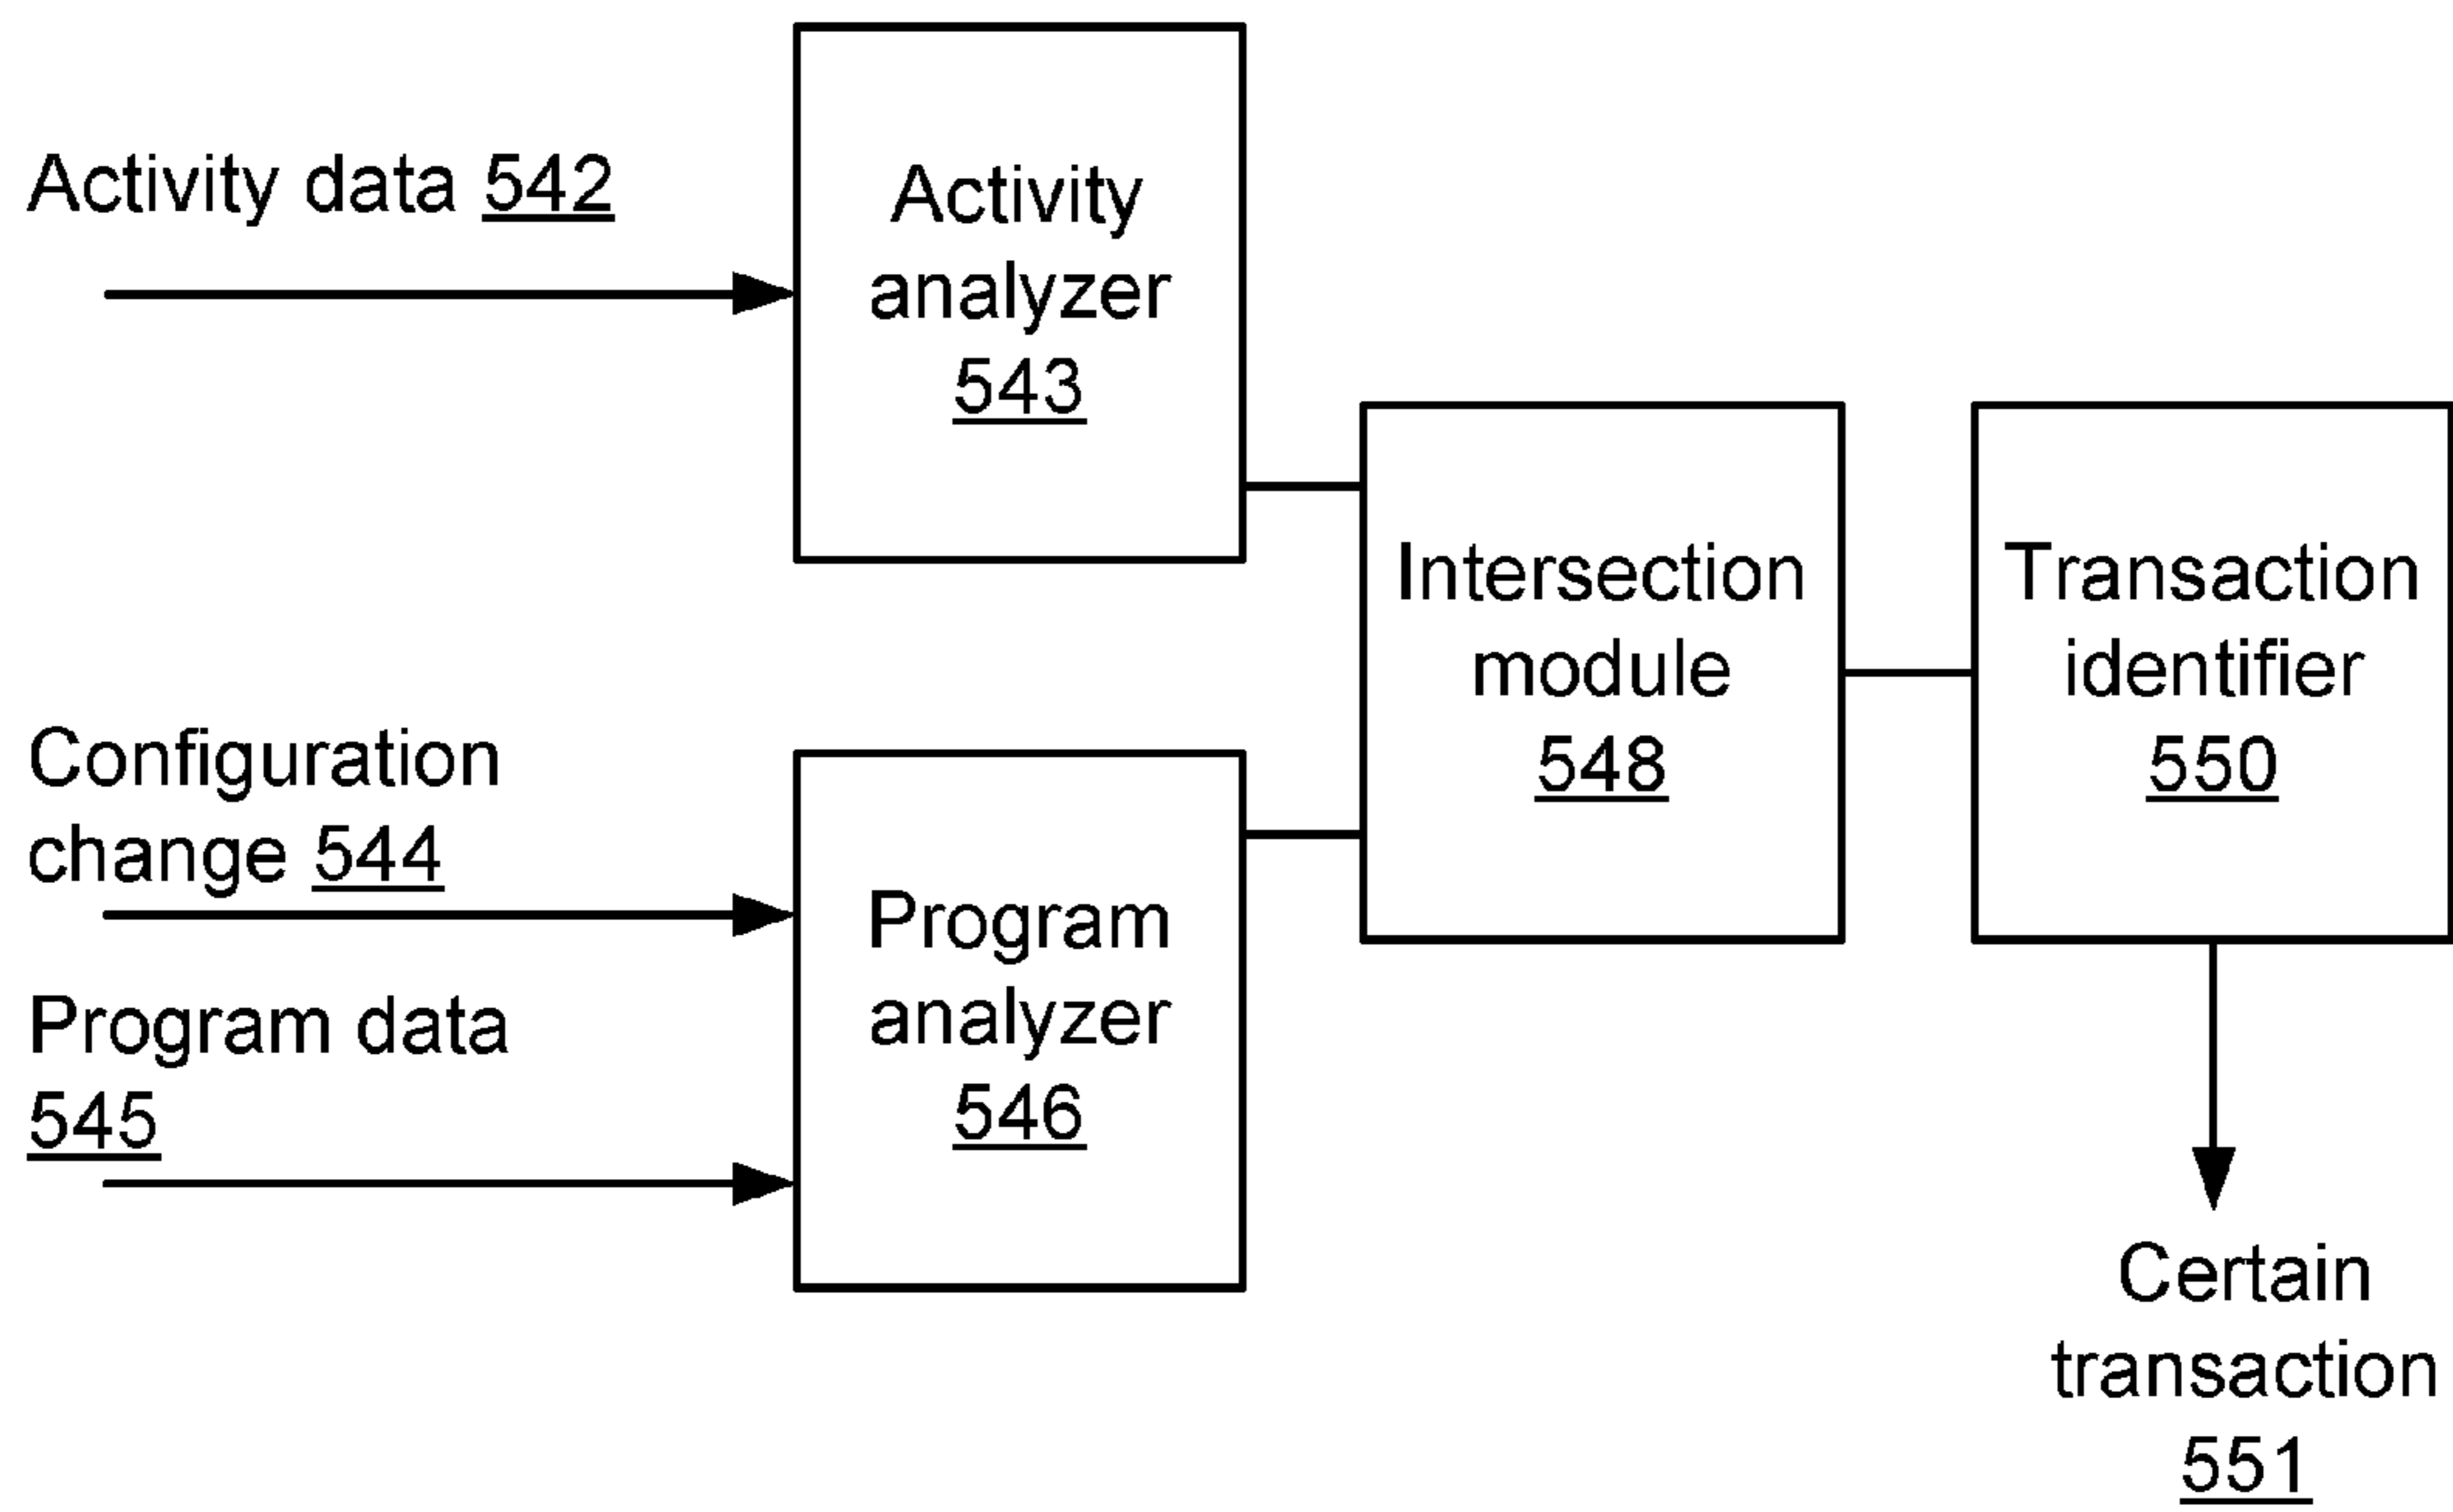 Activity data 542
Activity
analyzer
543
Configuration
change 544
Program data
545
Program
analyzer
546
Intersection
module
548
Transaction
identifier
550
Certain
transaction
551